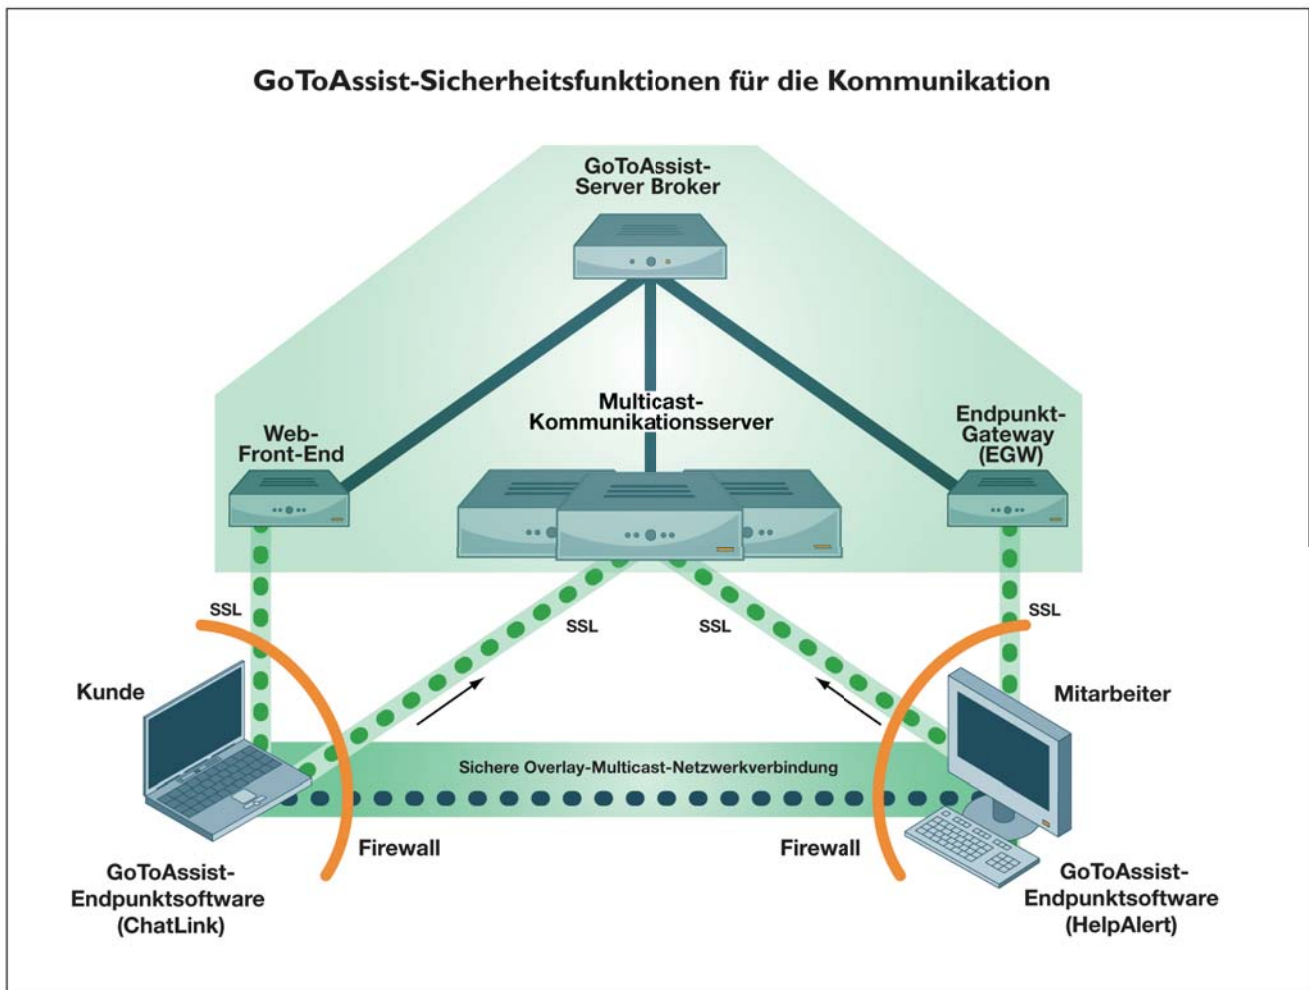 GoToAssist-Sicherheitsfunktionen für die Kommunikation
GoToAssist-
Server Broker
Multicast-
Kommunikationsserver
Web-
Front-End
Endpunkt-
Gateway
(EGW)
SSL
SSL
SSL
SSL
Kunde
Mitarbeiter
Sichere Overlay-Multicast-Netzwerkverbindung
Firewall
Firewall
GoToAssist-
Endpunktsoftware
(ChatLink)
GoToAssist-
Endpunktsoftware
(HelpAlert)